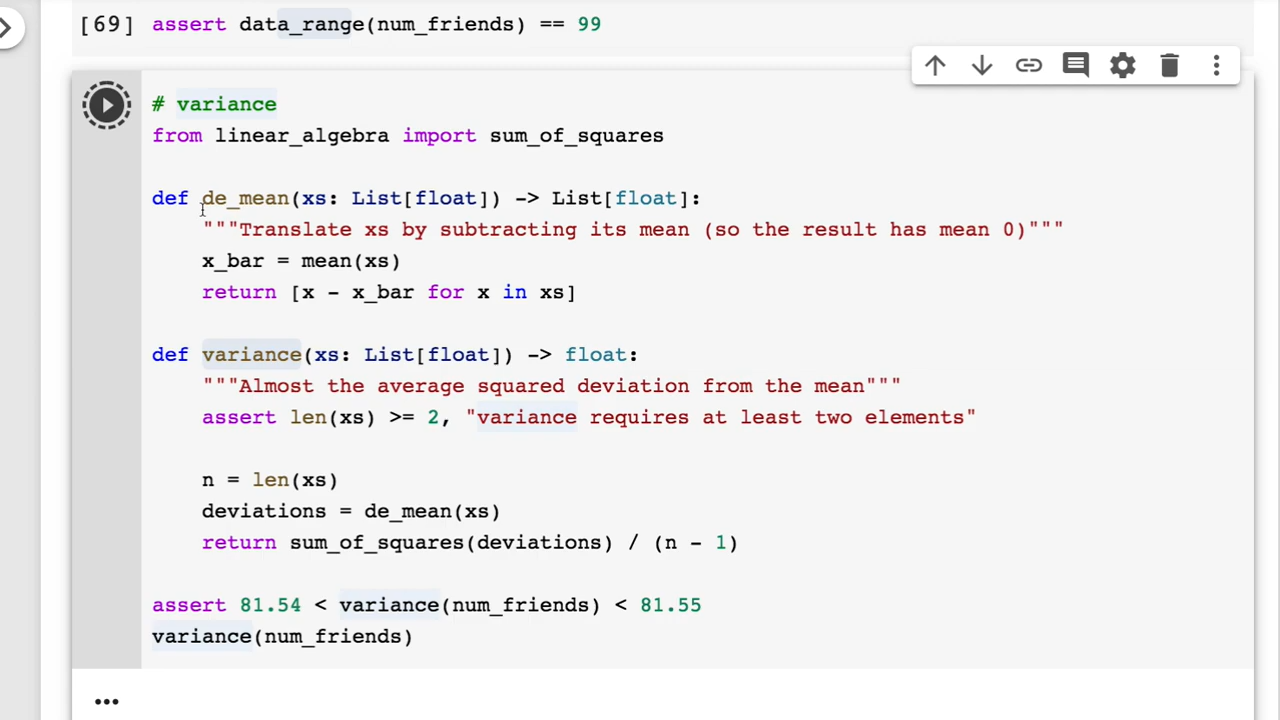 [69] assert data_range(num_friends) == 99
# variance
from linear_algebra import sum_of_squares
def de_mean(xs: List[float]) -> List[float]:
"""Translate xs by subtracting its mean (so the result has mean 0)"""
x_bar = mean(xs)
return [x - x_bar for x in xs]
def variance(xs: List[float]) -> float:
"""Almost the average squared deviation from the mean"""
assert len(xs) >= 2, "variance requires at least two elements"
n = len(xs)
deviations = de_mean(xs)
return sum_of_squares(deviations) / (n - 1)
assert 81.54 < variance(num_friends) < 81.55
variance(num_friends)